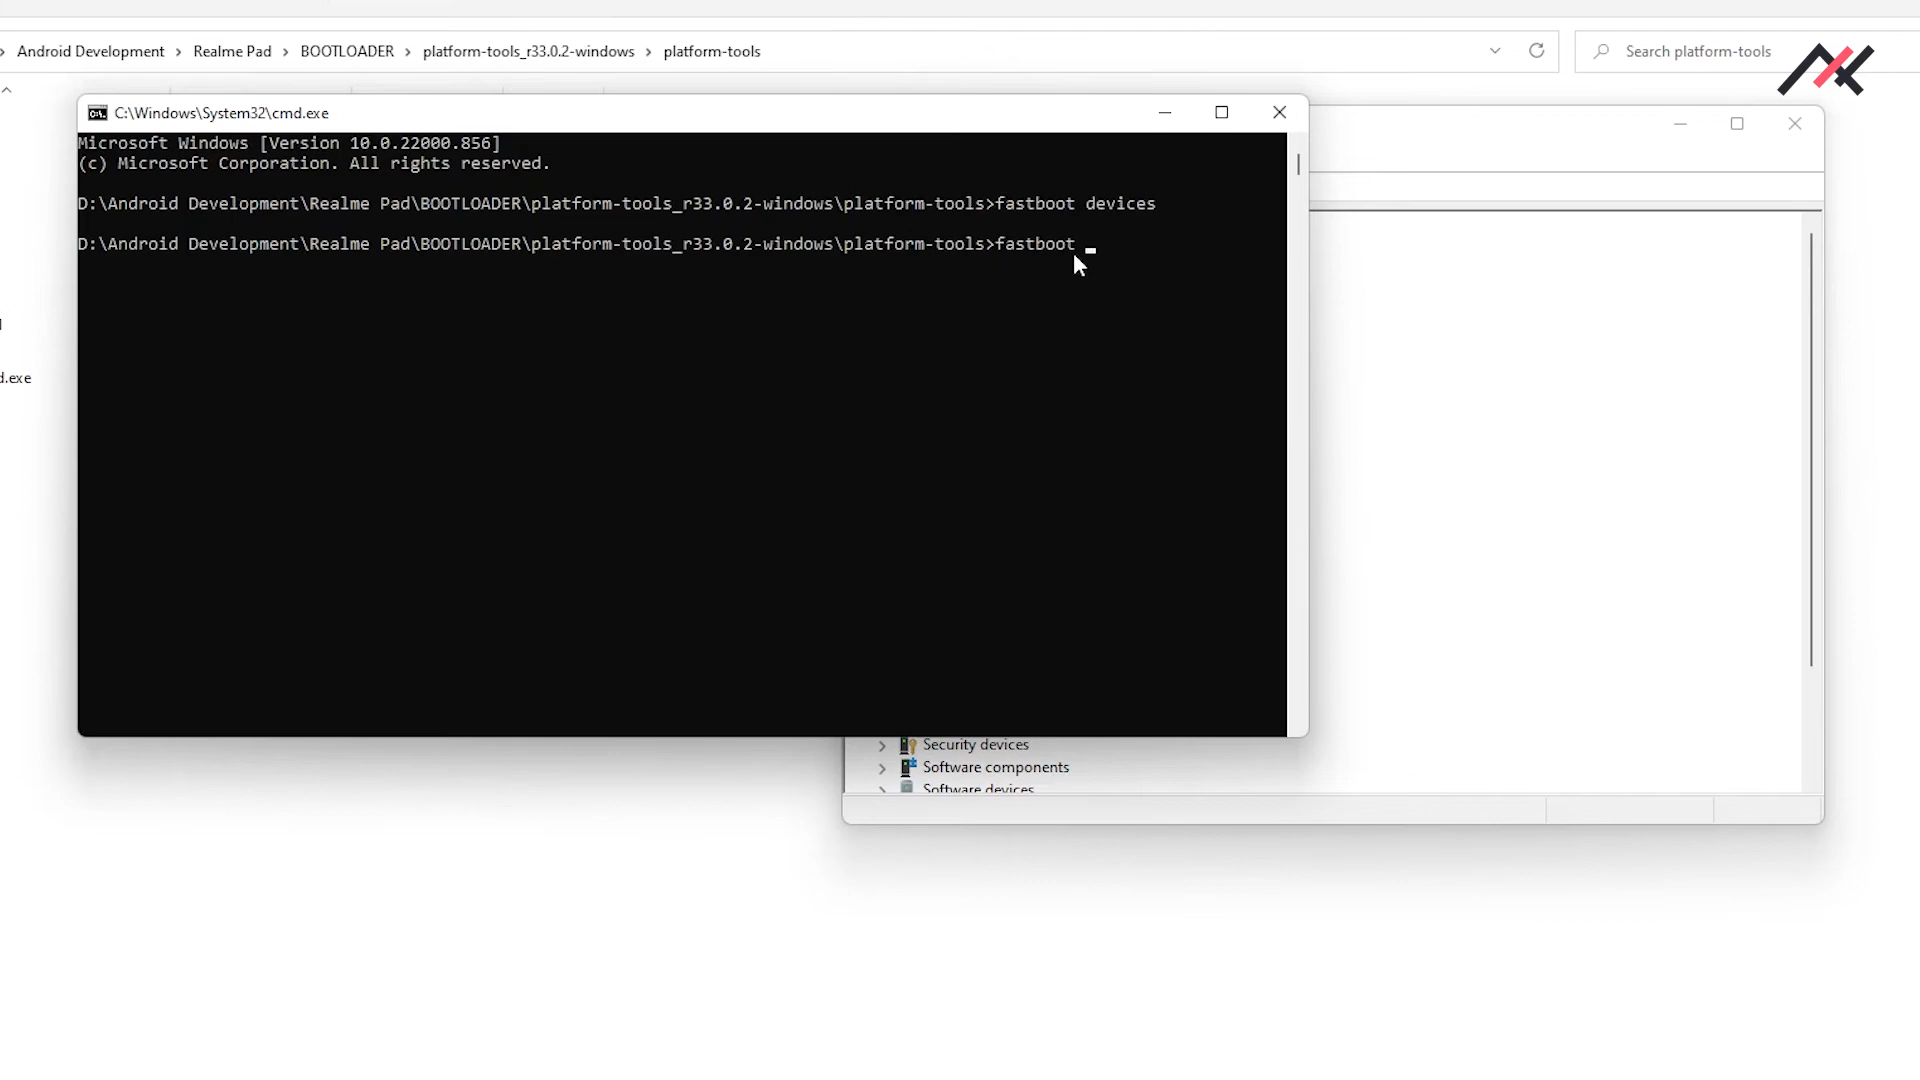 Android Development > Realme Pad > BOOTLOADER > platform-tools_r33.0.2-windows > platform-tools
Search platform-tools
C:\Windows\System32\cmd.exe
Microsoft Windows [Version 10.0.22000.856]
(c) Microsoft Corporation. All rights reserved.
D:\Android Development\Realme Pad\BOOTLOADER\platform-tools_r33.0.2-windows\platform-tools>fastboot devices
D:\Android Development\Realme Pad\BOOTLOADER\platform-tools_r33.0.2-windows\platform-tools>fastboot
d.exe
Security devices
Software components
Software devices